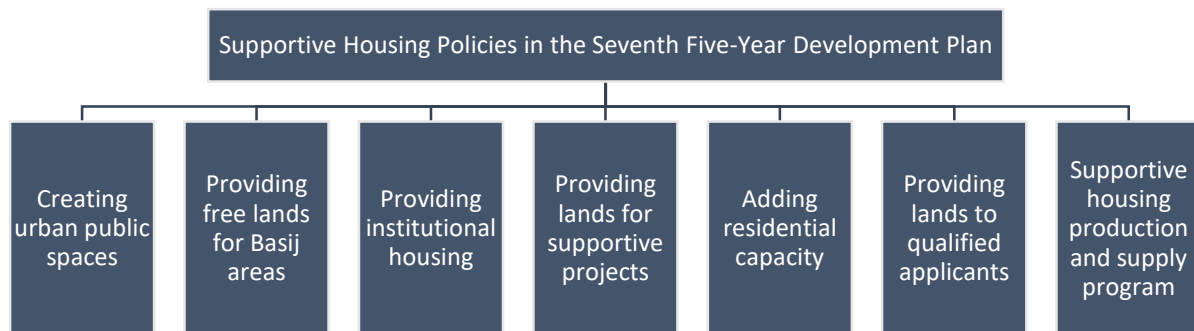 Supportive Housing Policies in the Seventh Five-Year Development Plan
Creating
urban public
spaces
Providing
free lands
for Basij
areas
Providing
institutional
housing
Providing
lands for
supportive
projects
Adding
residential
capacity
Providing
lands to
qualified
applicants
Supportive
housing
production
and supply
program